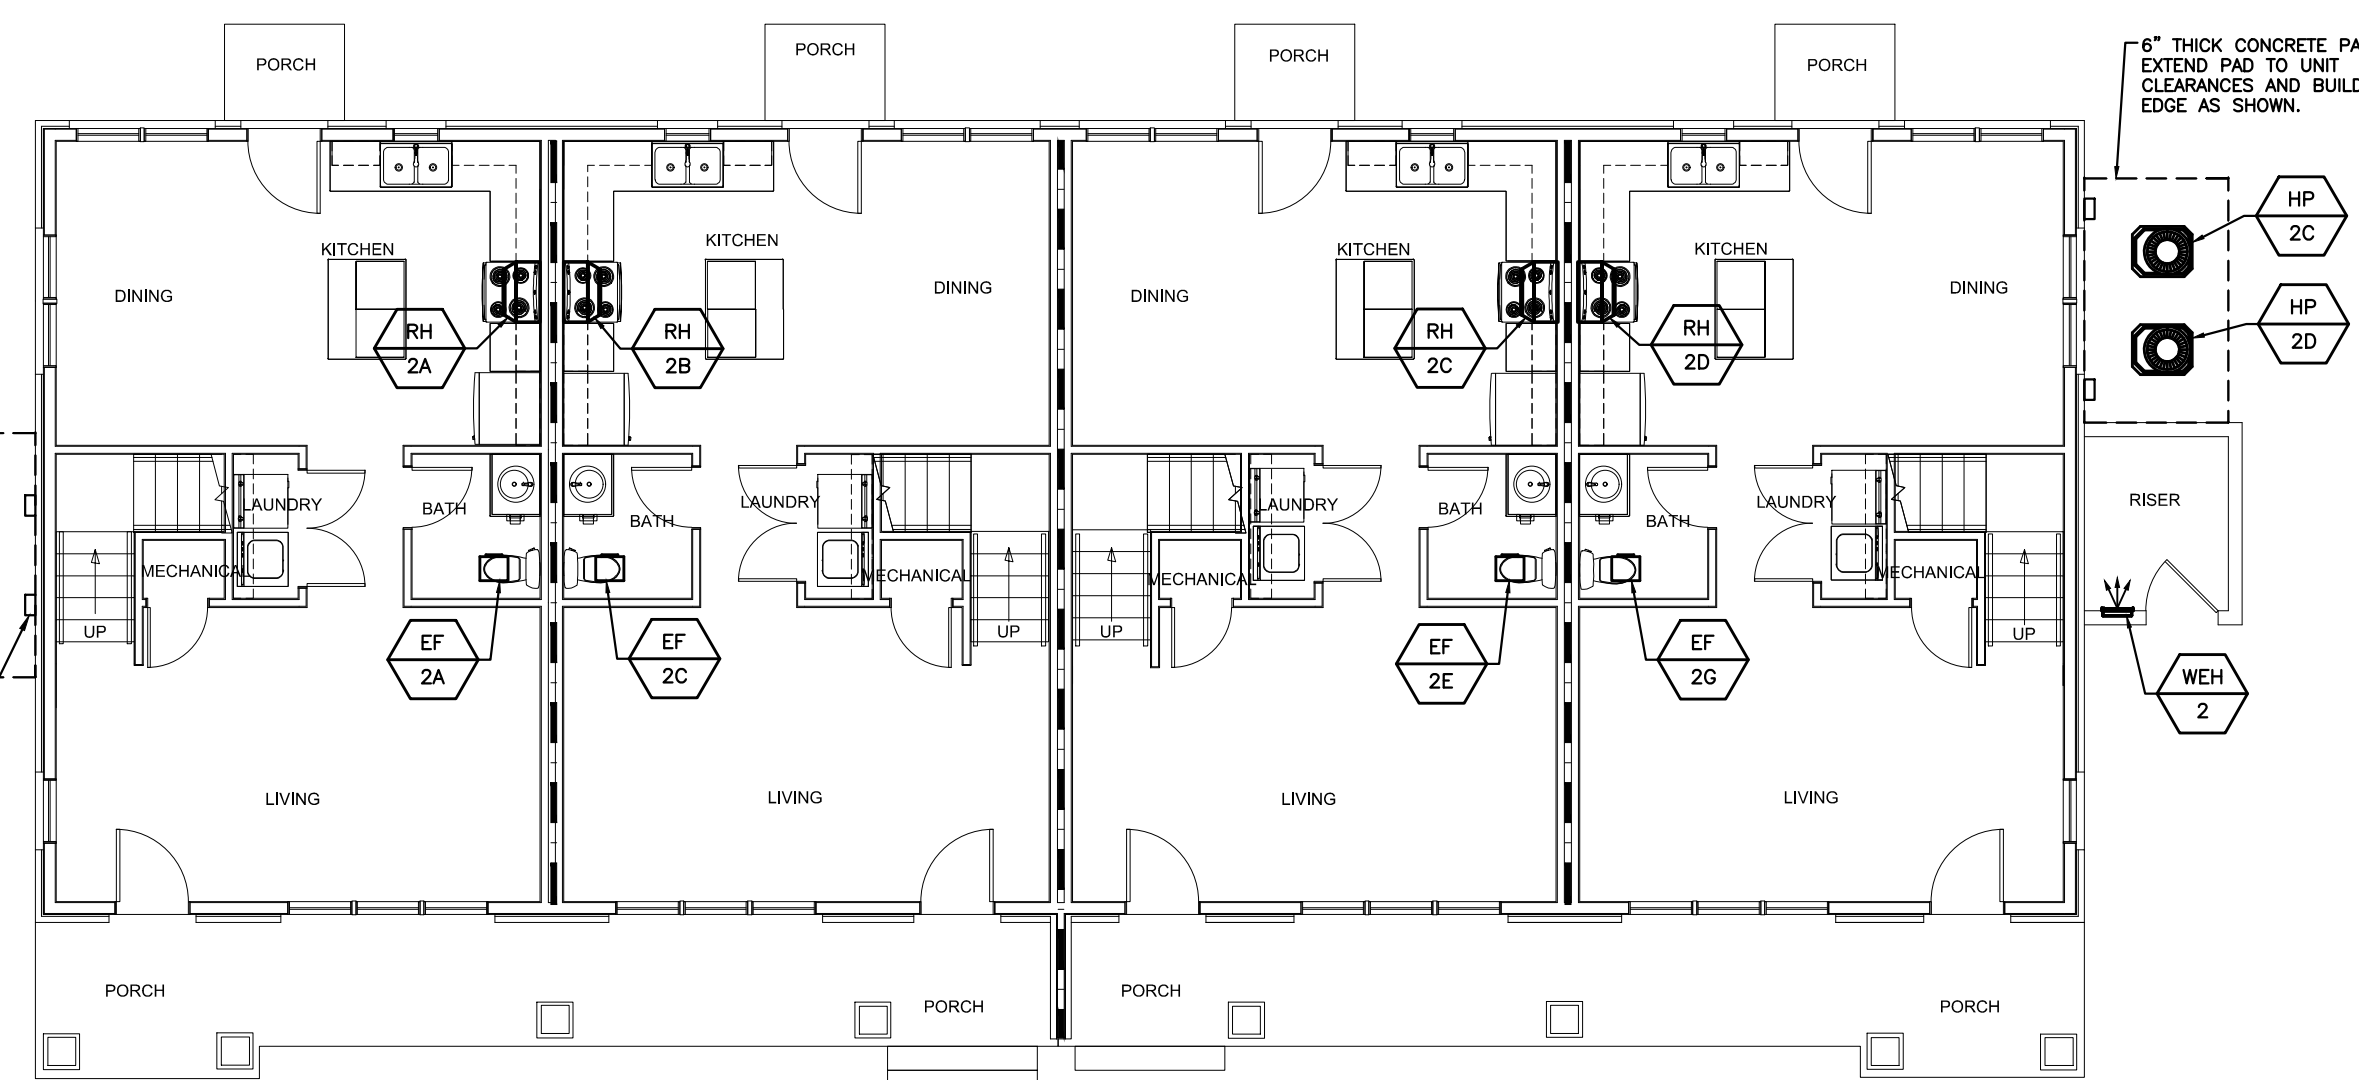 PORCH
PORCH
PORCH
PORCH
6" THICK CONCRETE PA
EXTEND PAD TO UNIT
CLEARANCES AND BUILD
EDGE AS SHOWN.
HP
2C
HP
2D
KITCHEN
KITCHEN
KITCHEN
KITCHEN
DINING
DINING
DINING
DINING
RH
2A
RH
2B
RH
2C
RH
2D
LAUNDRY
BATH
BATH
LAUNDRY
LAUNDRY
BATH
BATH
LAUNDRY
RISER
MECHANICAL
MECHANICAL
MECHANICAL
MECHANICAL
UP
UP
UP
UP
EF
2A
EF
2C
EF
2E
EF
2G
WEH
2
LIVING
LIVING
LIVING
LIVING
PORCH
PORCH
PORCH
PORCH